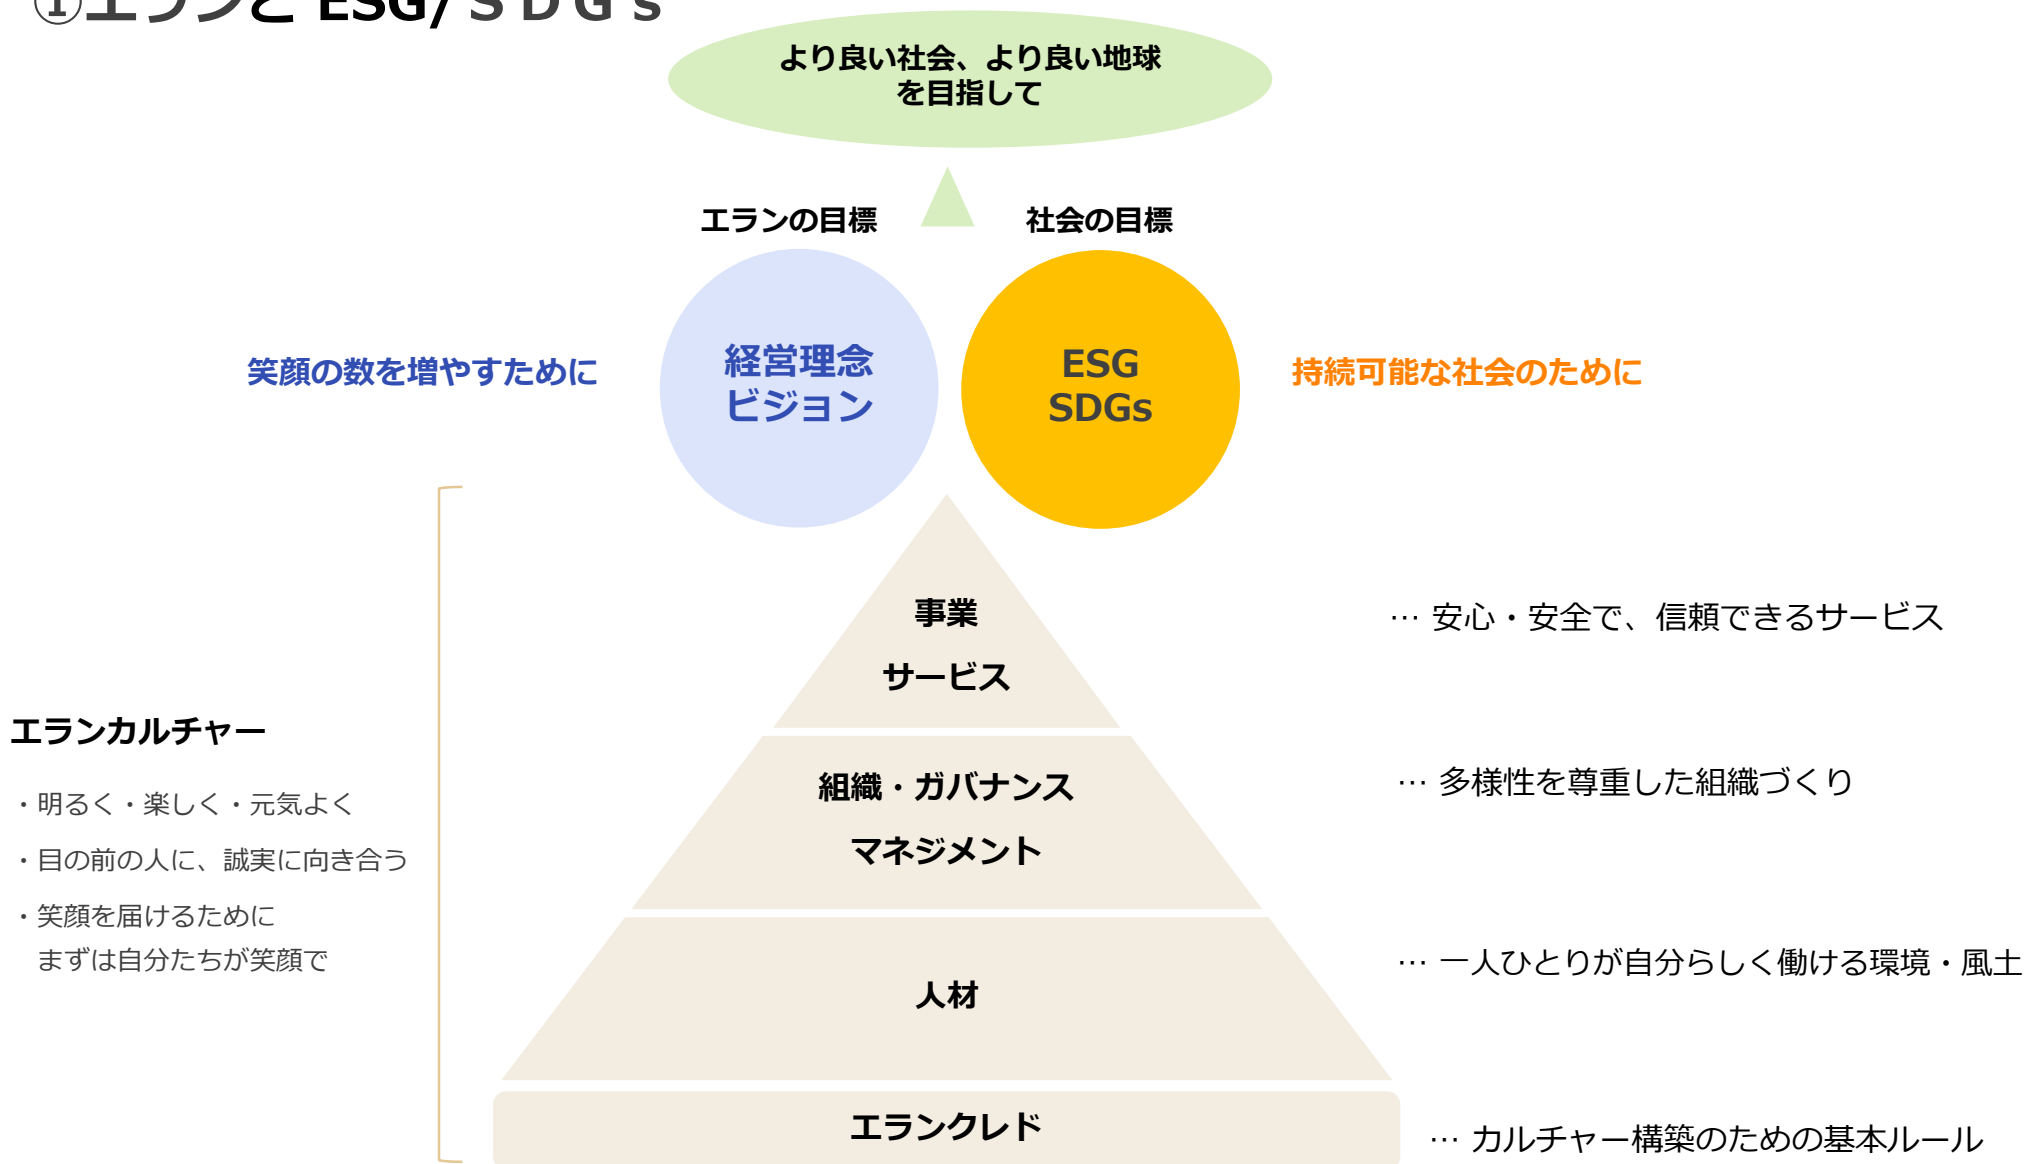 ①エランと ESG/ＳＤＧｓ
より良い社会、より良い地球
を目指して
エランの目標
社会の目標
笑顔の数を増やすために
経営理念
ビジョン
ESG
SDGs
持続可能な社会のために
事業
サービス
… 安心・安全で、信頼できるサービス
エランカルチャー
・明るく・楽しく・元気よく
・目の前の人に、誠実に向き合う
・笑顔を届けるために
まずは自分たちが笑顔で
組織・ガバナンス
マネジメント
… 多様性を尊重した組織づくり
人材
… 一人ひとりが自分らしく働ける環境・風土
エランクレド
… カルチャー構築のための基本ルール